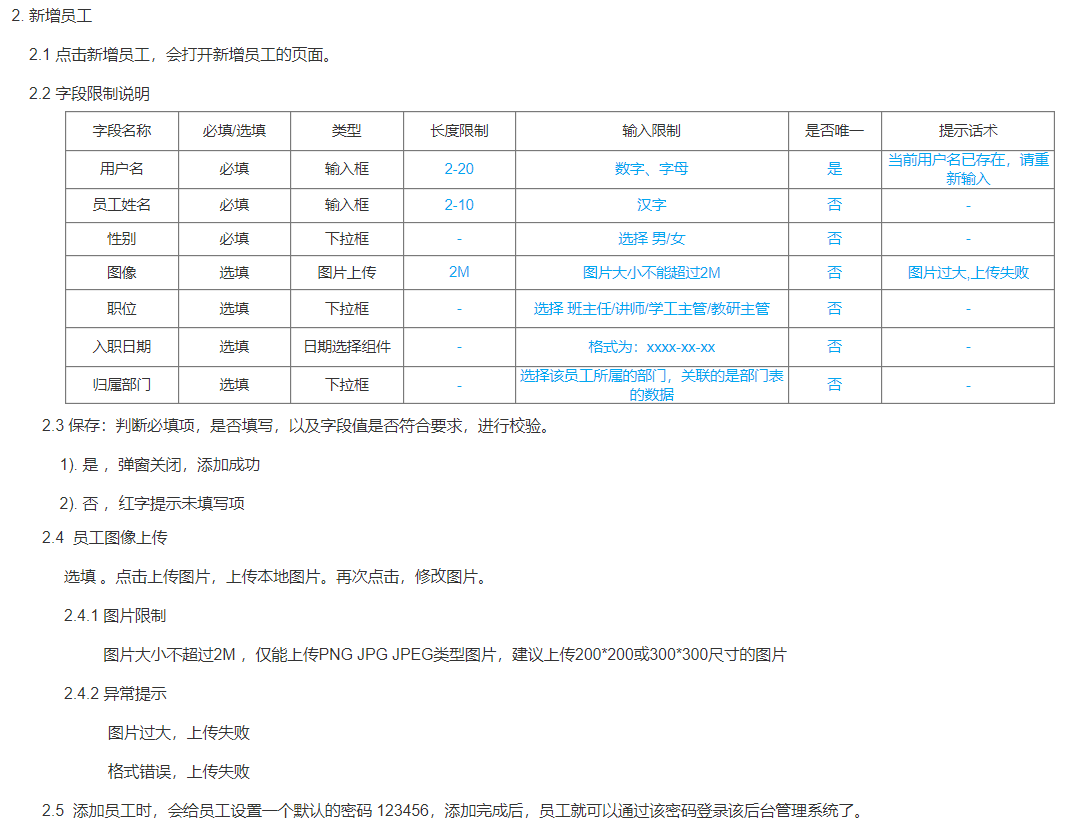 2. 新增员工
2.1 点击新增员工，会打开新增员工的页面。
2.2 字段限制说明
字段名称 必填/选填 类型 长度限制 输入限制 是否唯一 提示话术
用户名 必填 输入框 2-20 数字、字母 是 当前用户名已存在，请重
新输入
员工姓名 必填 输入框 2-10 汉字 否 -
性别 必填 下拉框 - 选择 男/女 否 -
图像 选填 图片上传 2M 图片大小不能超过2M 否 图片过大,上传失败
职位 选填 下拉框 - 选择 班主任/讲师/学工主管/教研主管 否 -
入职日期 选填 日期选择组件 - 格式为：xxxx-xx-xx 否 -
归属部门 选填 下拉框 - 选择该员工所属的部门，关联的是部门表
的数据 否 -
2.3 保存：判断必填项，是否填写，以及字段值是否符合要求，进行校验。
1). 是 ，弹窗关闭，添加成功
2). 否 ，红字提示未填写项
2.4 员工图像上传
选填 。点击上传图片，上传本地图片。再次点击，修改图片。
2.4.1 图片限制
图片大小不超过2M ，仅能上传PNG JPG JPEG类型图片，建议上传200*200或300*300尺寸的图片
2.4.2 异常提示
图片过大，上传失败
格式错误，上传失败
2.5 添加员工时，会给员工设置一个默认的密码 123456，添加完成后，员工就可以通过该密码登录该后台管理系统了。